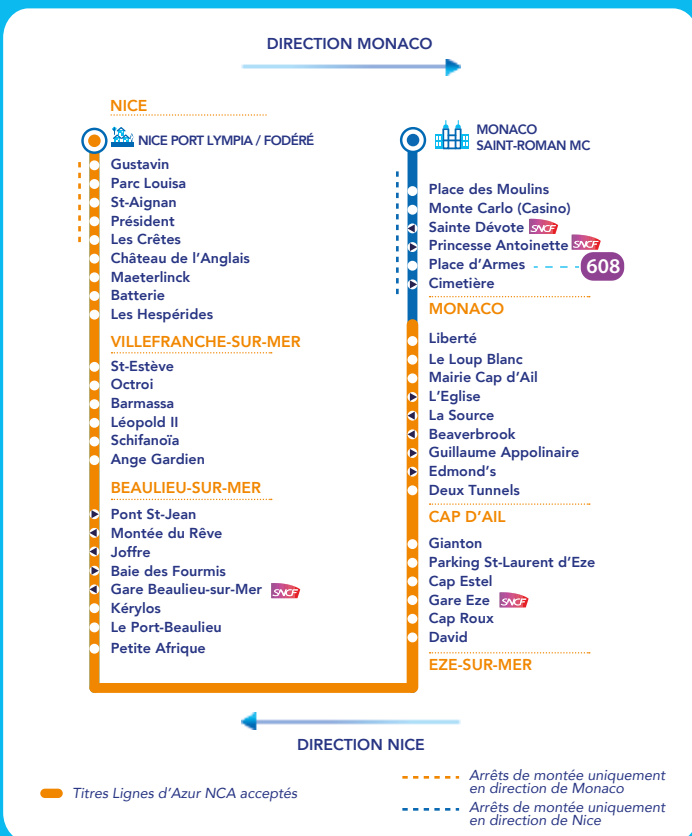 DIRECTION MONACO
NICE
NICE PORT LYMPIA / FODÉRÉ
Gustavin
Parc Louisa
St-Aignan
Président
Les Crêtes
Château de l'Anglais
Maeterlinck
Batterie
Les Hespérides
VILLEFRANCHE-SUR-MER
St-Estève
Octroi
Barmassa
Léopold II
Schifanoïa
Ange Gardien
BEAULIEU-SUR-MER
Pont St-Jean
Montée du Rêve
Joffre
Baie des Fourmis
Gare Beaulieu-sur-Mer SNCF
Kérylos
Le Port-Beaulieu
Petite Afrique
MONACO
SAINT-ROMAN MC
Place des Moulins
Monte Carlo (Casino)
Sainte Dévote SNCF
Princesse Antoinette SNCF
Place d'Armes 608
Cimetière
MONACO
Liberté
Le Loup Blanc
Mairie Cap d'Ail
L'Eglise
La Source
Beaverbrook
Guillaume Appolinaire
Edmond's
Deux Tunnels
CAP D'AIL
Gianton
Parking St-Laurent d'Eze
Cap Estel
Gare Eze SNCF
Cap Roux
David
EZE-SUR-MER
DIRECTION NICE
Titres Lignes d'Azur NCA acceptés
Arrêts de montée uniquement
en direction de Monaco
Arrêts de montée uniquement
en direction de Nice